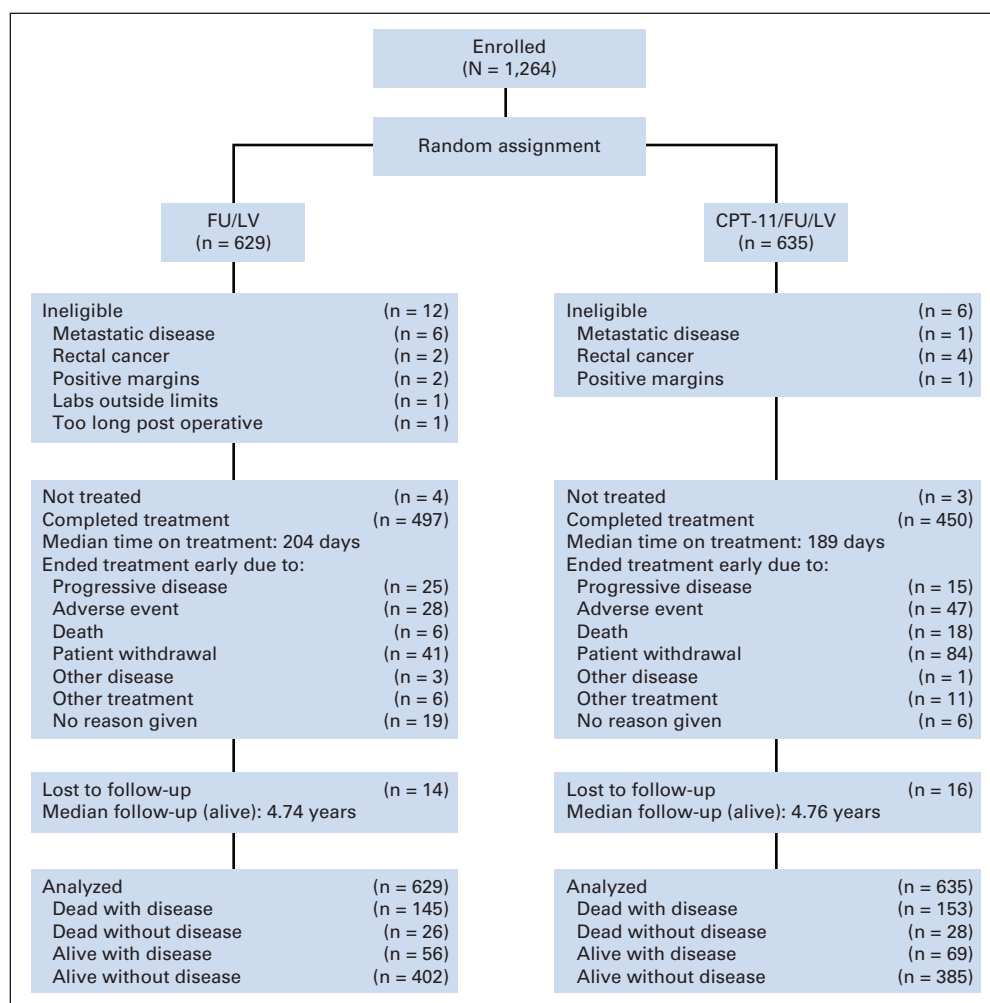 Enrolled
(N = 1,264)
Random assignment
FU/LV
(n = 629)
CPT-11/FU/LV
(n = 635)
Ineligible (n = 12)
Metastatic disease (n = 6)
Rectal cancer (n = 2)
Positive margins (n = 2)
Labs outside limits (n = 1)
Too long post operative (n = 1)
Ineligible (n = 6)
Metastatic disease (n = 1)
Rectal cancer (n = 4)
Positive margins (n = 1)
Not treated (n = 4)
Completed treatment (n = 497)
Median time on treatment: 204 days
Ended treatment early due to:
Progressive disease (n = 25)
Adverse event (n = 28)
Death (n = 6)
Patient withdrawal (n = 41)
Other disease (n = 3)
Other treatment (n = 6)
No reason given (n = 19)
Not treated (n = 3)
Completed treatment (n = 450)
Median time on treatment: 189 days
Ended treatment early due to:
Progressive disease (n = 15)
Adverse event (n = 47)
Death (n = 18)
Patient withdrawal (n = 84)
Other disease (n = 1)
Other treatment (n = 11)
No reason given (n = 6)
Lost to follow-up (n = 14)
Median follow-up (alive): 4.74 years
Lost to follow-up (n = 16)
Median follow-up (alive): 4.76 years
Analyzed (n = 629)
Dead with disease (n = 145)
Dead without disease (n = 26)
Alive with disease (n = 56)
Alive without disease (n = 402)
Analyzed (n = 635)
Dead with disease (n = 153)
Dead without disease (n = 28)
Alive with disease (n = 69)
Alive without disease (n = 385)